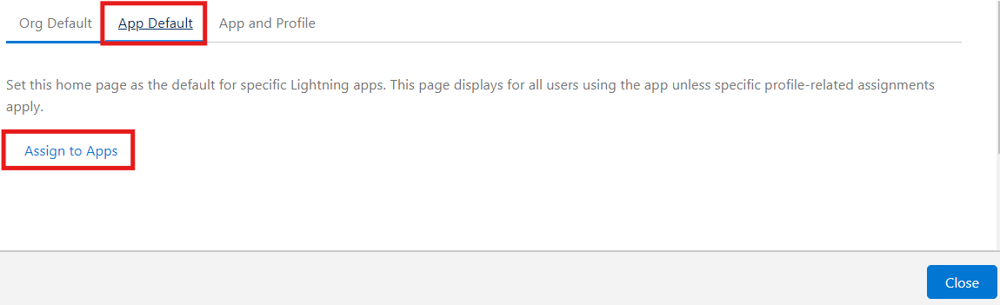 Org Default App Default App and Profile
Set this home page as the default for specific Lightning apps. This page displays for all users using the app unless specific profile-related assignments
apply.
Assign to Apps
Close